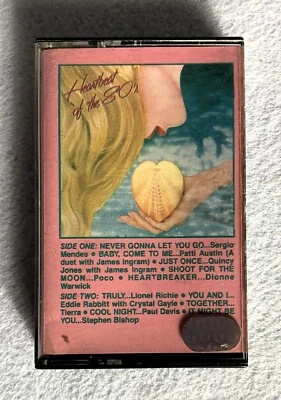 Heartbeat
of the 80's
SIDE ONE: NEVER GONNA LET YOU GO...Sergio
Mendes • BABY, COME TO ME...Patti Austin (A
duet with James Ingram) • JUST ONCE...Quincy
Jones with James Ingram • SHOOT FOR THE
MOON...Poco • HEARTBREAKER...Dionne
Warwick
SIDE TWO: TRULY...Lionel Richie • YOU AND I...
Eddie Rabbitt with Crystal Gayle • TOGETHER...
Tierra • COOL NIGHT...Paul Davis • IT MIGHT BE
YOU...Stephen Bishop